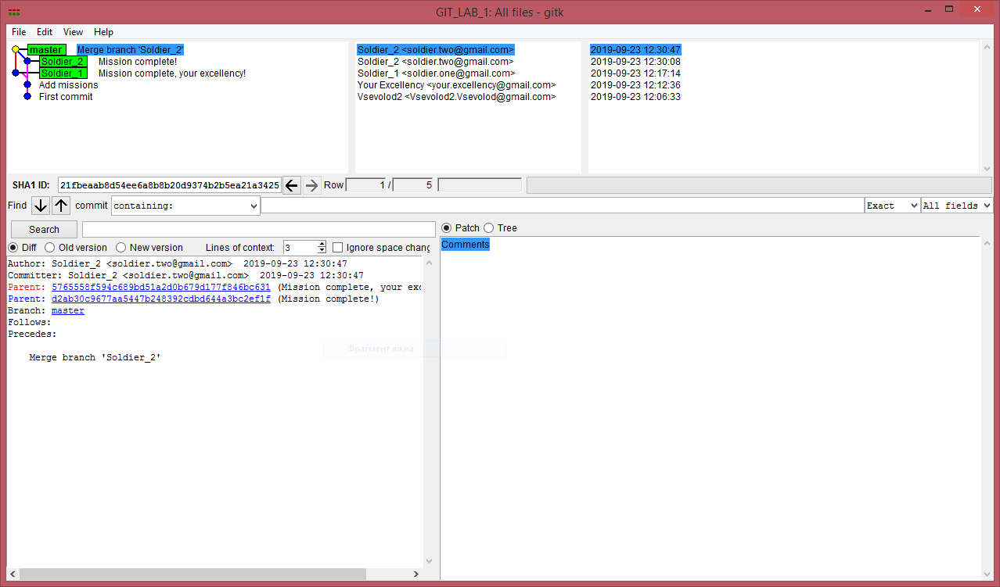 GIT_LAB_1: All files - gitk
File Edit View Help
master Merge branch 'Soldier_2' Soldier_2 <soldier.two@gmail.com> 2019-09-23 12:30:47
Soldier_2 Mission complete! Soldier_2 <soldier.two@gmail.com> 2019-09-23 12:30:08
Soldier_1 Mission complete, your excellency! Soldier_1 <soldier.one@gmail.com> 2019-09-23 12:17:14
Add missions Your Excellency <your.excellency@gmail.com> 2019-09-23 12:12:36
First commit Vsevolod2 <Vsevolod2.Vsevolod@gmail.com> 2019-09-23 12:06:33
SHA1 ID: 21fbeaab8d54ee6a8b8b20d9374b2b5ea21a3425 Row 1 / 5
Find commit containing: Exact All fields
Search Patch Tree
Diff Old version New version Lines of context: 3 Ignore space chang
Comments
Author: Soldier_2 <soldier.two@gmail.com> 2019-09-23 12:30:47
Committer: Soldier_2 <soldier.two@gmail.com> 2019-09-23 12:30:47
Parent: 5765558f594c689bd51a2d0b679d177f846bc631 (Mission complete, your exc
Parent: d2ab30c9677aa5447b248392cdbd644a3bc2ef1f (Mission complete!)
Branch: master
Follows:
Precedes:
Фрагмент вікна
Merge branch 'Soldier_2'